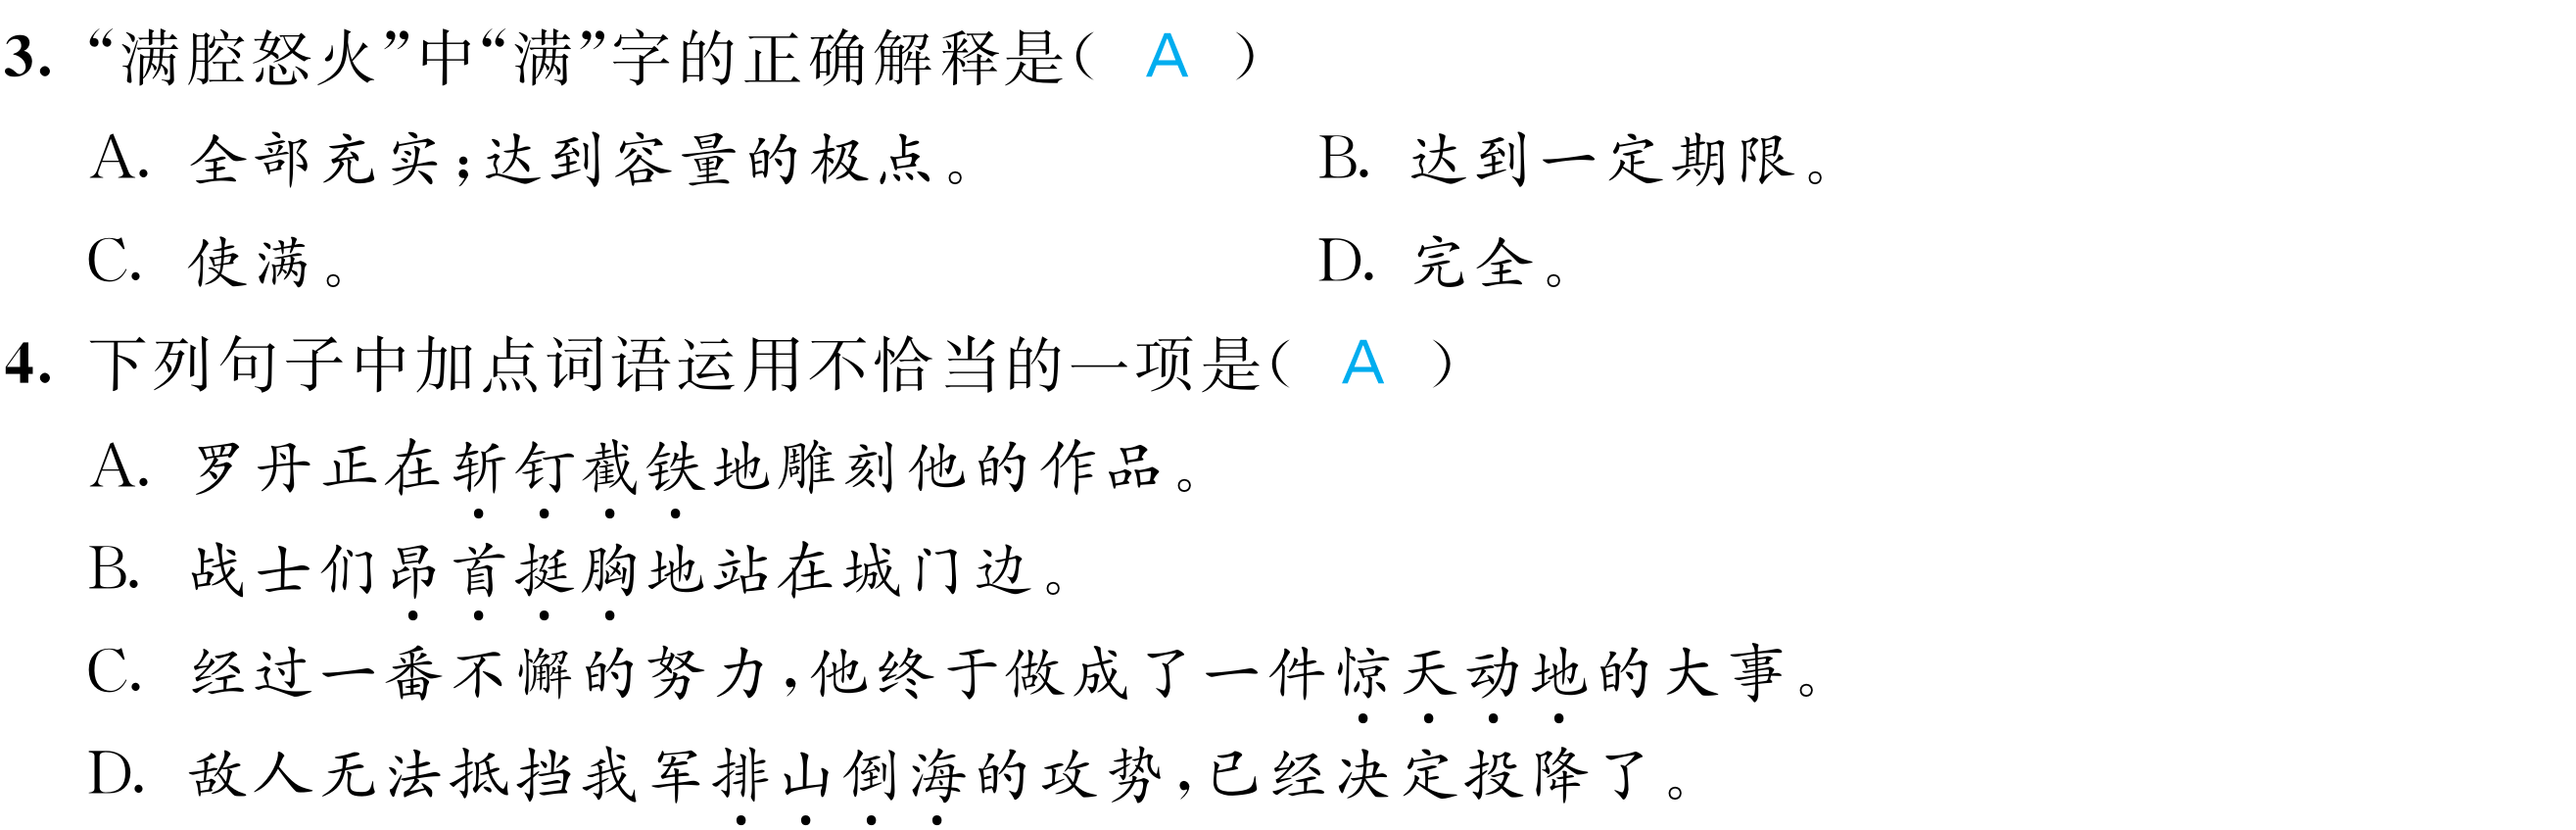 3. “满腔怒火”中“满”字的正确解释是( A )
A. 全部充实;达到容量的极点。 B. 达到一定期限。
C. 使满。 D. 完全。
4. 下列句子中加点词语运用不恰当的一项是( A )
A. 罗丹正在斩钉截铁地雕刻他的作品。
B. 战士们昂首挺胸地站在城门边。
C. 经过一番不懈的努力,他终于做成了一件惊天动地的大事。
D. 敌人无法抵挡我军排山倒海的攻势,已经决定投降了。